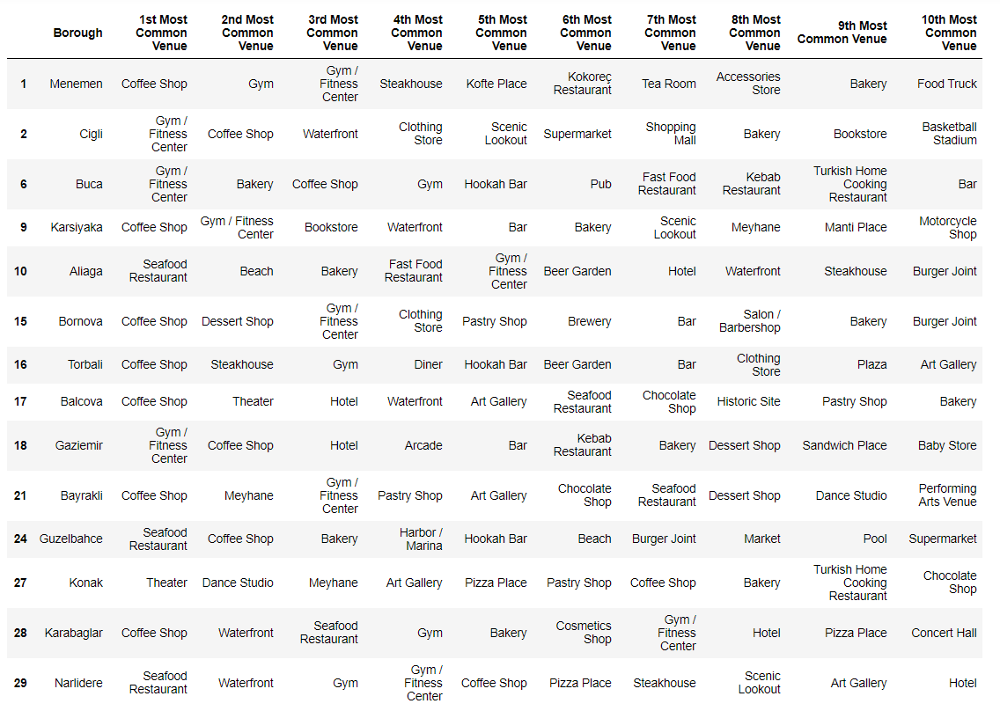 Borough 1st Most Common Venue 2nd Most Common Venue 3rd Most Common Venue 4th Most Common Venue 5th Most Common Venue 6th Most Common Venue 7th Most Common Venue 8th Most Common Venue 9th Most Common Venue 10th Most Common Venue
1 Menemen Coffee Shop Gym Gym / Fitness Center Steakhouse Kofte Place Kokoreç Restaurant Tea Room Accessories Store Bakery Food Truck
2 Cigli Gym / Fitness Center Coffee Shop Waterfront Clothing Store Scenic Lookout Supermarket Shopping Mall Bakery Bookstore Basketball Stadium
6 Buca Gym / Fitness Center Bakery Coffee Shop Gym Hookah Bar Pub Fast Food Restaurant Kebab Restaurant Turkish Home Cooking Restaurant Bar
9 Karsiyaka Coffee Shop Gym / Fitness Center Bookstore Waterfront Bar Bakery Scenic Lookout Meyhane Manti Place Motorcycle Shop
10 Aliaga Seafood Restaurant Beach Bakery Fast Food Restaurant Gym / Fitness Center Beer Garden Hotel Waterfront Steakhouse Burger Joint
15 Bornova Coffee Shop Dessert Shop Gym / Fitness Center Clothing Store Pastry Shop Brewery Bar Salon / Barbershop Bakery Burger Joint
16 Torbali Coffee Shop Steakhouse Gym Diner Hookah Bar Beer Garden Bar Clothing Store Plaza Art Gallery
17 Balcova Coffee Shop Theater Hotel Waterfront Art Gallery Seafood Restaurant Chocolate Shop Historic Site Pastry Shop Bakery
18 Gaziemir Gym / Fitness Center Coffee Shop Hotel Arcade Bar Kebab Restaurant Bakery Dessert Shop Sandwich Place Baby Store
21 Bayrakli Coffee Shop Meyhane Gym / Fitness Center Pastry Shop Art Gallery Chocolate Shop Seafood Restaurant Dessert Shop Dance Studio Performing Arts Venue
24 Guzelbahce Seafood Restaurant Coffee Shop Bakery Harbor / Marina Hookah Bar Beach Burger Joint Market Pool Supermarket
27 Konak Theater Dance Studio Meyhane Art Gallery Pizza Place Pastry Shop Coffee Shop Bakery Turkish Home Cooking Restaurant Chocolate Shop
28 Karabaglar Coffee Shop Waterfront Seafood Restaurant Gym Bakery Cosmetics Shop Gym / Fitness Center Hotel Pizza Place Concert Hall
29 Narlidere Seafood Restaurant Waterfront Gym Gym / Fitness Center Coffee Shop Pizza Place Steakhouse Scenic Lookout Art Gallery Hotel